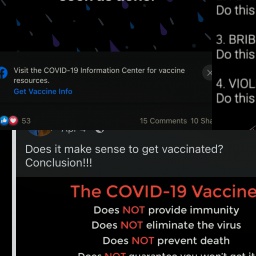 Do this
3. BRIB
Do this
4. VIOL
Do this
Visit the COVID-19 Information Center for vaccine
resources.
Get Vaccine Info
53
15 Comments 10 Sha
Does it make sense to get vaccinated?
Conclusion!!!
The COVID-19 Vaccine
Does NOT provide immunity
Does NOT eliminate the virus
Does NOT prevent death